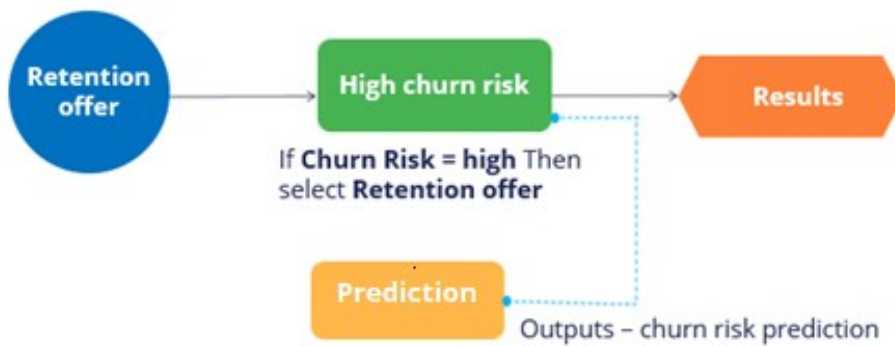 Retention
offer
High churn risk
Results
If Churn Risk = high Then
select Retention offer
Prediction
Outputs – churn risk prediction